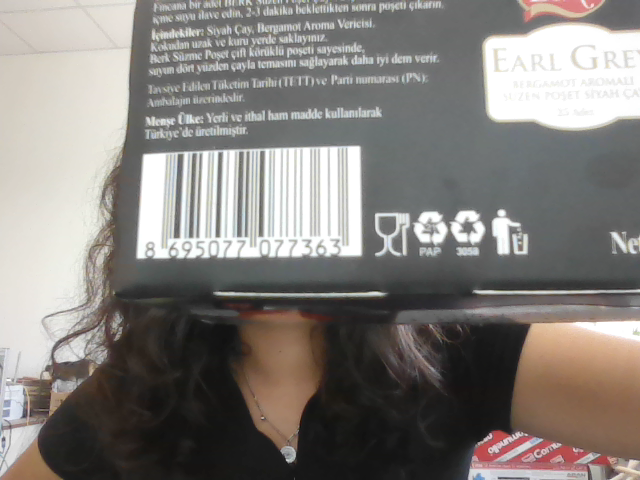 Fincana bir adet BERK Süzen Poşet Çay
içme suyu ilave edin, 2-3 dakika beklettikten sonra poşeti çıkarın.
İçindekiler: Siyah Çay, Bergamot Aroma Vericisi.
Kokudan uzak ve kuru yerde saklayınız.
Berk Süzme Poşet çift körüklü poşeti sayesinde,
suyun dört yüzden çayla temasını sağlayarak daha iyi dem verir.
Tavsiye Edilen Tüketim Tarihi (TETT) ve Parti numarası (PN):
Ambalajın üzerindedir.
Menşe Ülke: Yerli ve ithal ham madde kullanılarak
Türkiye'de üretilmiştir.
8 695077 077363
PAP
EARL GREY
BERGAMOT AROMALI
SÜZEN POŞET SİYAH ÇAY
Net